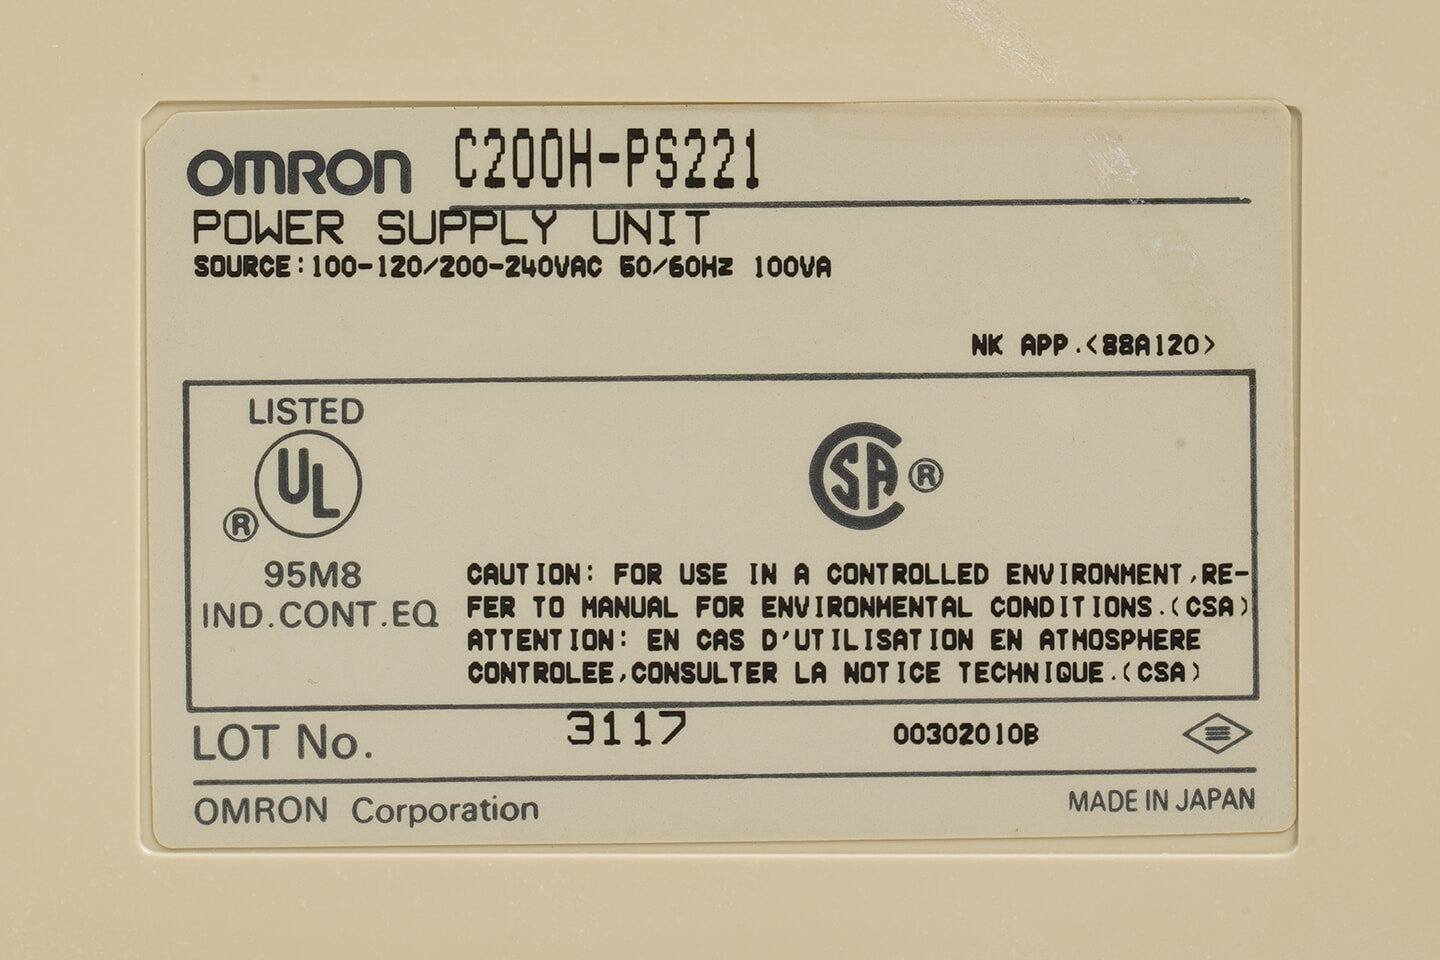 OMRON C200H-PS221
POWER SUPPLY UNIT
SOURCE:100-120/200-240VAC 50/60Hz 100VA
NK APP.<88A120>
LISTED
UL
®
95M8
IND.CONT.EQ
CSA ®
CAUTION: FOR USE IN A CONTROLLED ENVIRONMENT,RE-
FER TO MANUAL FOR ENVIRONMENTAL CONDITIONS.(CSA)
ATTENTION: EN CAS D'UTILISATION EN ATMOSPHERE
CONTROLEE,CONSULTER LA NOTICE TECHNIQUE.(CSA)
LOT No. 3117 00302010B
OMRON Corporation MADE IN JAPAN